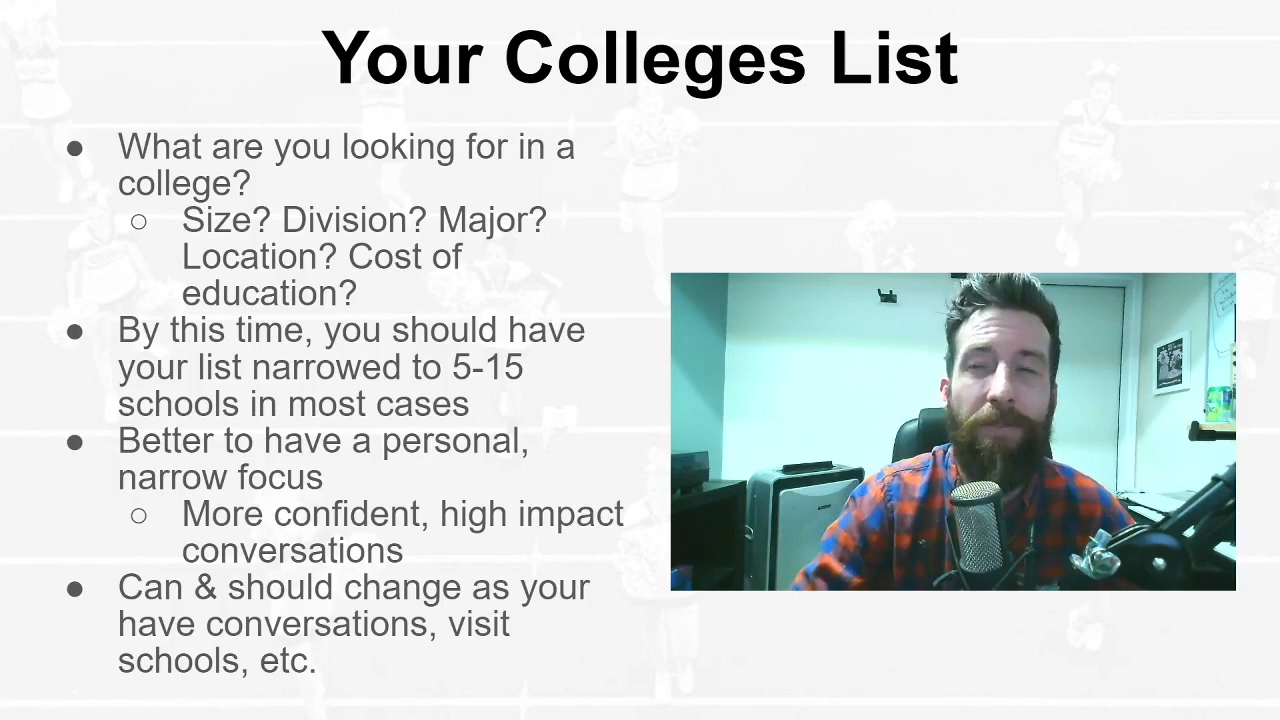 Your Colleges List
● What are you looking for in a
college?
○ Size? Division? Major?
Location? Cost of
education?
● By this time, you should have
your list narrowed to 5-15
schools in most cases
● Better to have a personal,
narrow focus
○ More confident, high impact
conversations
● Can & should change as your
have conversations, visit
schools, etc.